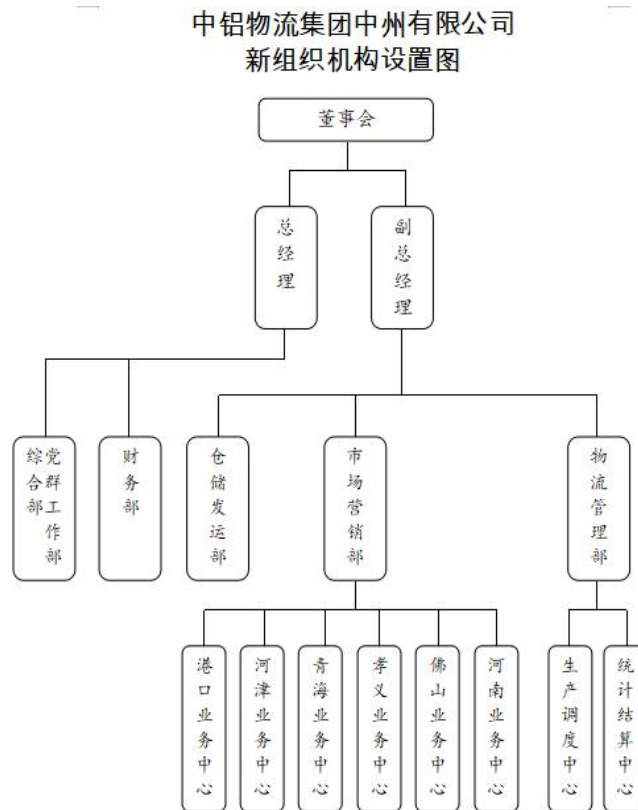 中铝物流集团中州有限公司
新组织机构设置图
董事会
总经理
副总经理
综合部
党群工作部
财务部
仓储发运部
市场营销部
物流管理部
港口业务中心
河津业务中心
青海业务中心
孝义业务中心
佛山业务中心
河南业务中心
生产调度中心
统计结算中心